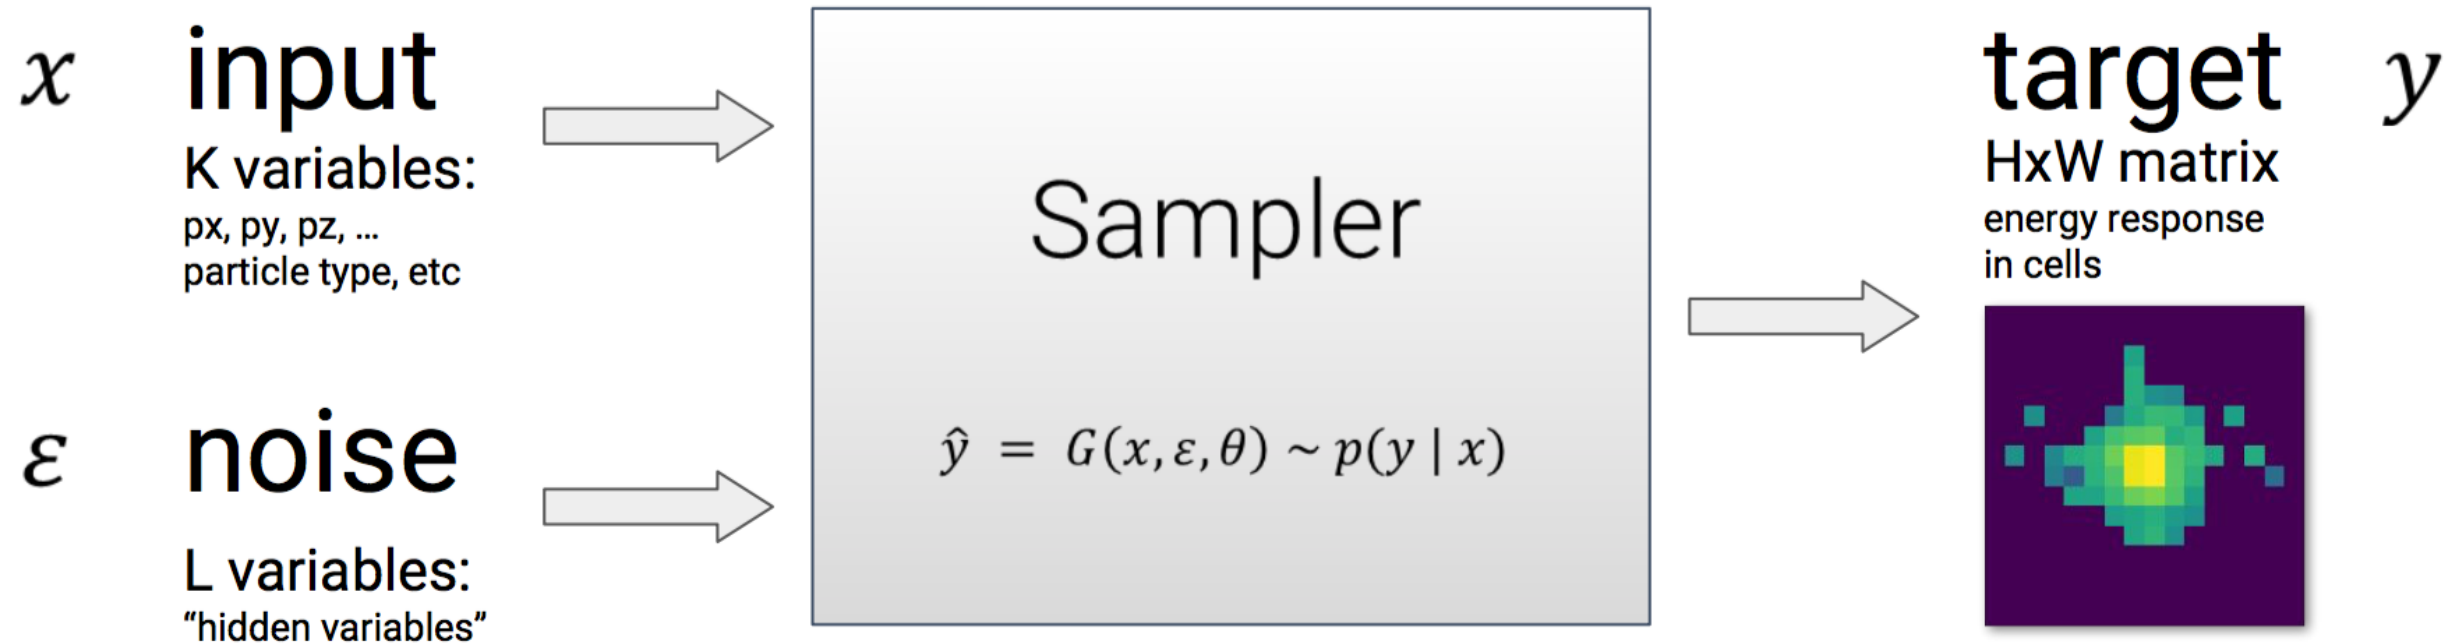 x
input
K variables:
px, py, pz, ...
particle type, etc
ε
noise
L variables:
“hidden variables”
Sampler
ŷ = G(x, ε, θ) ~ p(y | x)
target
y
HxW matrix
energy response
in cells